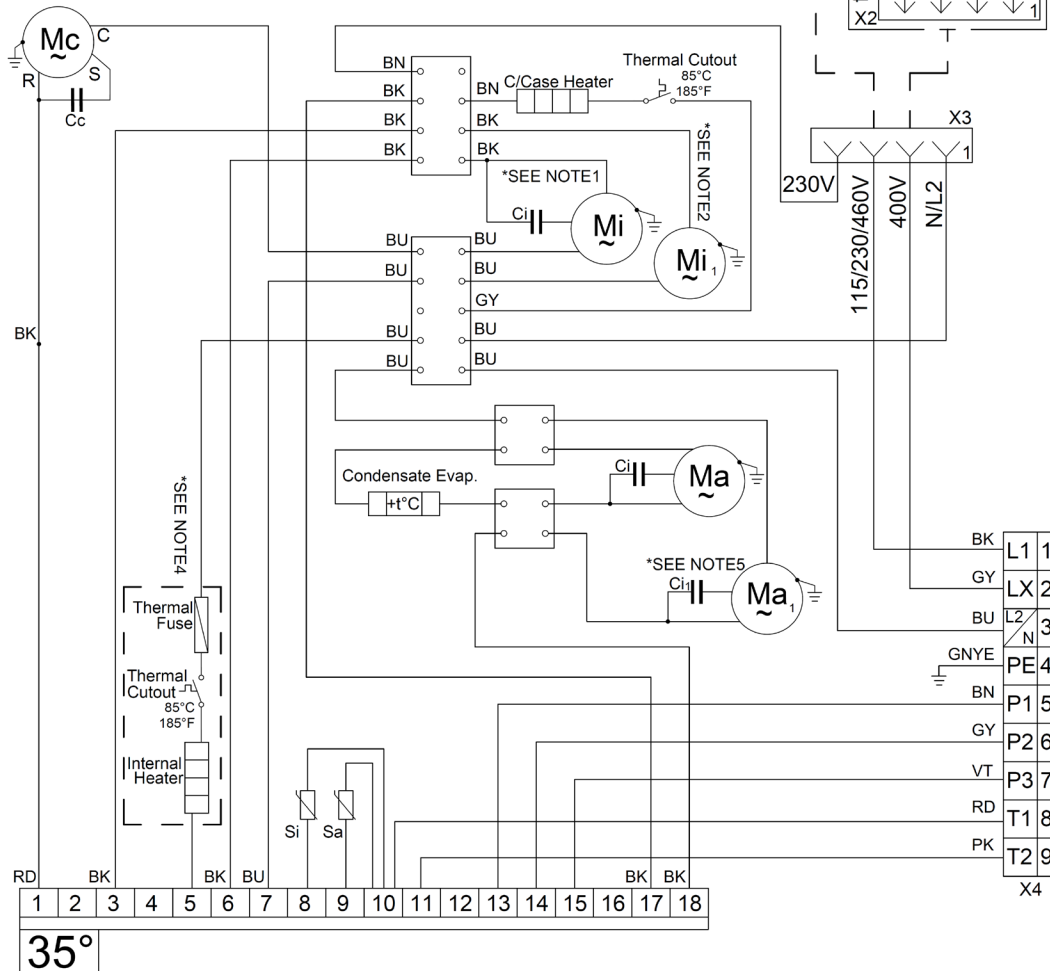 X2
1
Mc
~
C
S
R
Cc
BN
BK
BK
BK
BN
BK
BK
C/Case Heater
Thermal Cutout
85°C
185°F
*SEE NOTE1
*SEE NOTE2
Ci
Mi
~
Mi 1
~
X3
1
230V
115/230/460V
400V
N/L2
BU
BU
BU
BU
BU
BU
GY
BU
BU
BK
Condensate Evap.
+t°C
Ci
Ma
~
*SEE NOTE5
Ci1
Ma 1
~
*SEE NOTE4
Thermal
Fuse
Thermal
Cutout
85°C
185°F
Internal
Heater
Si
Sa
BK L1 1
GY LX 2
BU L2/N 3
GNYE PE 4
BN P1 5
GY P2 6
VT P3 7
RD T1 8
PK T2 9
X4
RD BK BK BU BK BK
1 2 3 4 5 6 7 8 9 10 11 12 13 14 15 16 17 18
35°